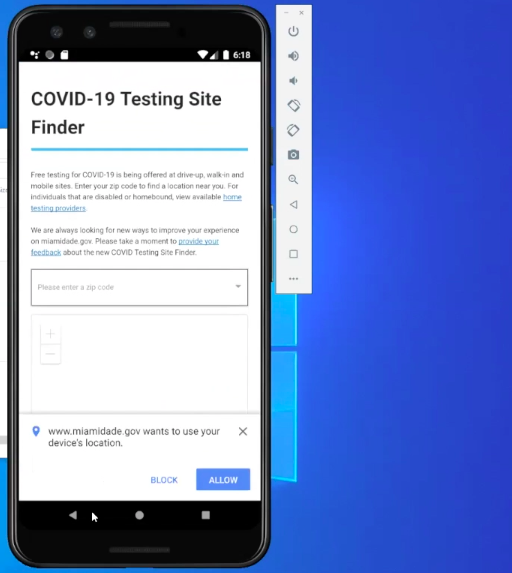 6:18
COVID-19 Testing Site
Finder
Free testing for COVID-19 is being offered at drive-up, walk-in and
mobile sites. Enter your zip code to find a location near you. For
individuals that are disabled or homebound, view available home
testing providers.
We are always looking for new ways to improve your experience
on miamidade.gov. Please take a moment to provide your
feedback about the new COVID Testing Site Finder.
Please enter a zip code
www.miamidade.gov wants to use your
device's location.
BLOCK ALLOW